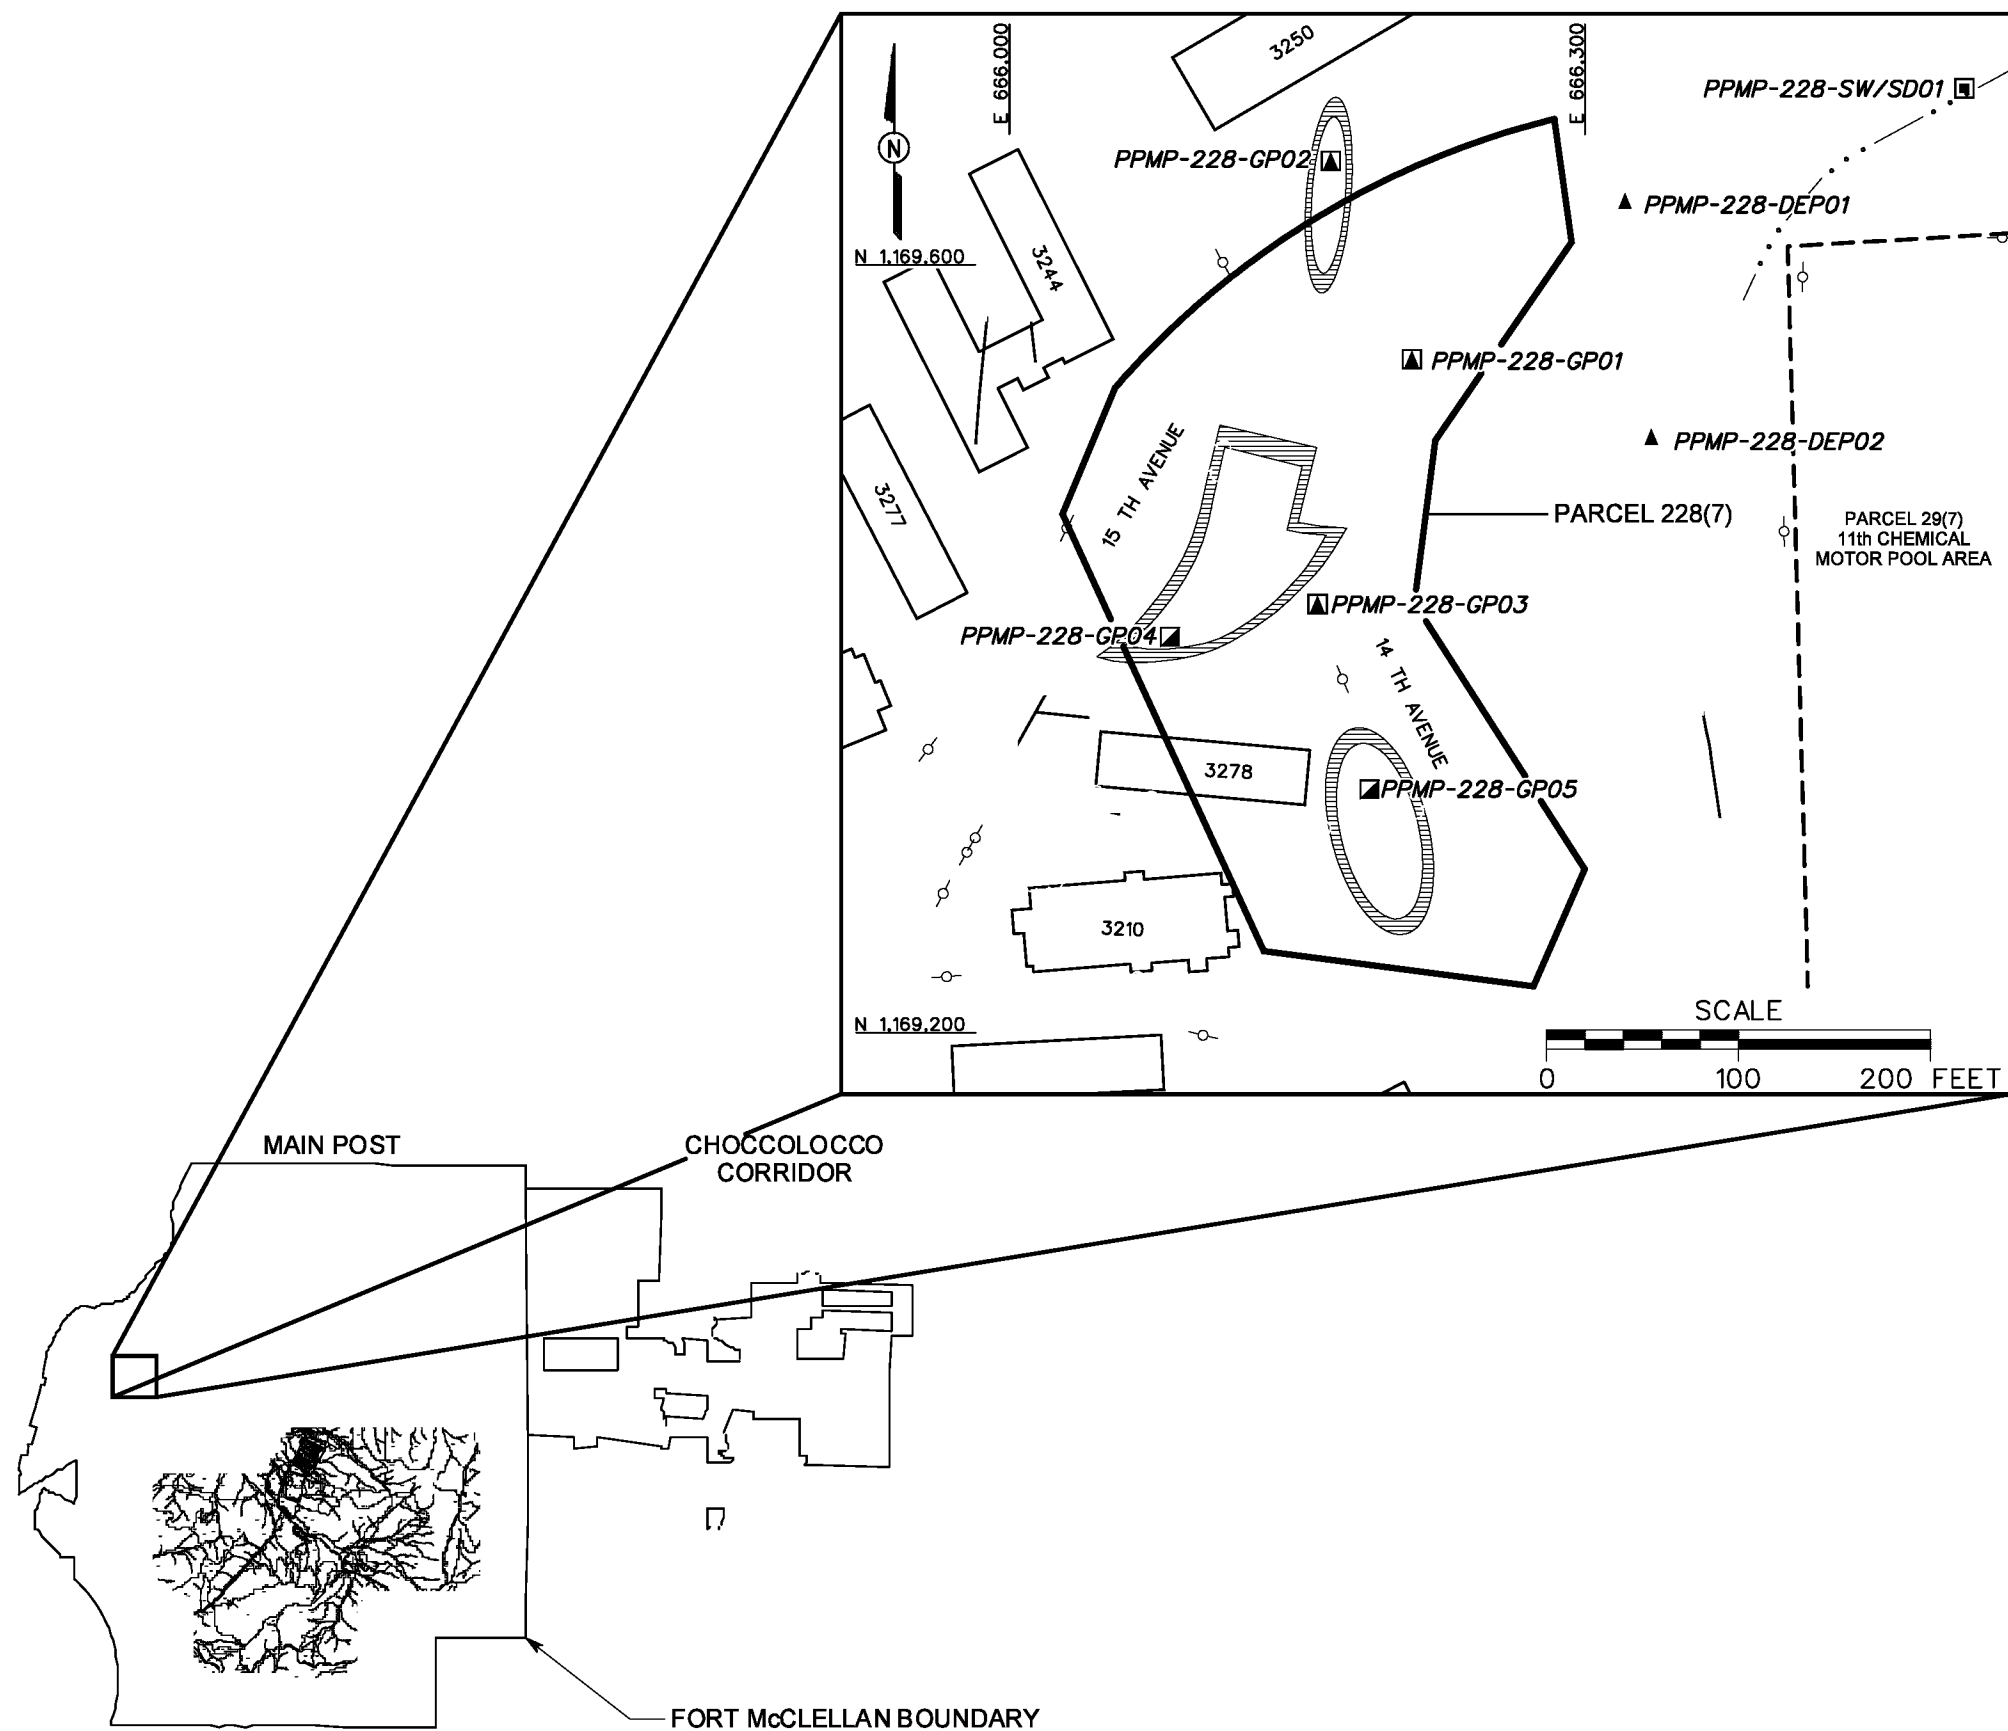 E 666,000
3250
E 666,300
PPMP-228-SW/SD01
N
PPMP-228-GP02
PPMP-228-DEP01
N 1,169,600
3244
PPMP-228-GP01
15 TH AVENUE
PPMP-228-DEP02
3277
PARCEL 228(7)
PARCEL 29(7)
11th CHEMICAL
MOTOR POOL AREA
PPMP-228-GP03
PPMP-228-GP04
14 TH AVENUE
3278
PPMP-228-GP05
3210
SCALE
N 1,169,200
0 100 200 FEET
MAIN POST
CHOCCOLOCCO
CORRIDOR
FORT McCLELLAN BOUNDARY